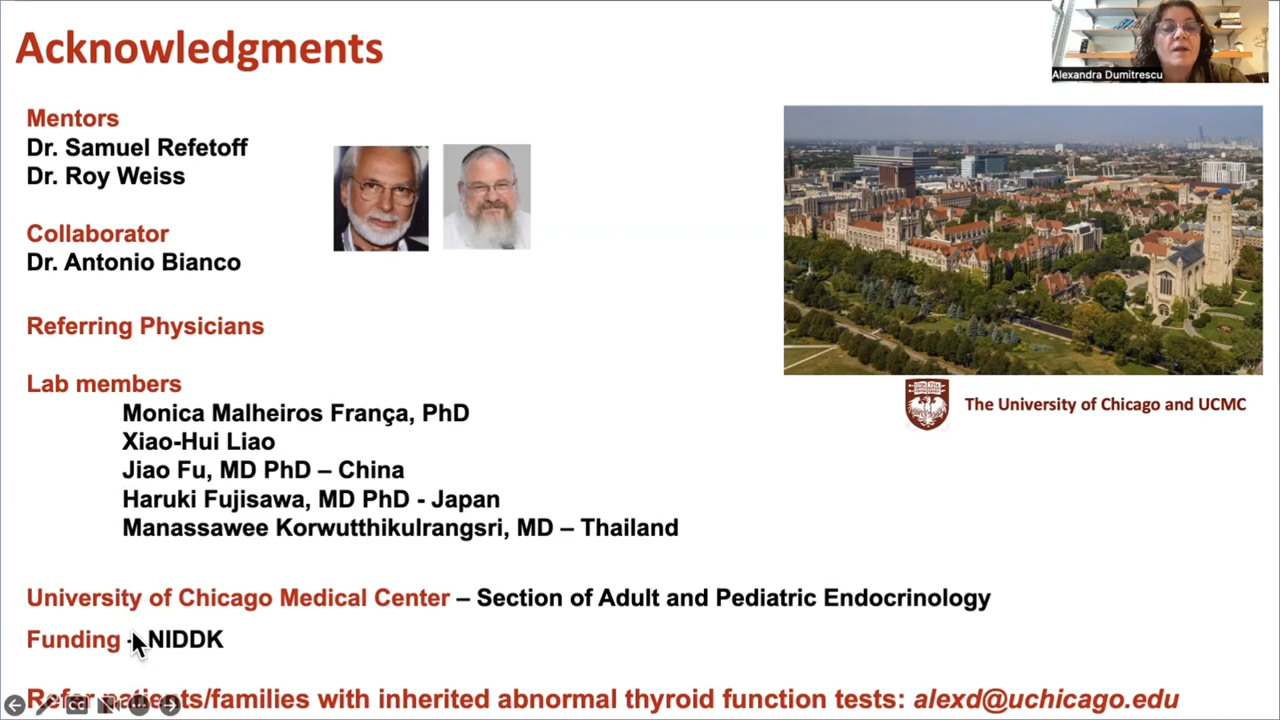 Acknowledgments
Alexandra Dumitrescu
Mentors
Dr. Samuel Refetoff
Dr. Roy Weiss
Collaborator
Dr. Antonio Bianco
Referring Physicians
Lab members
Monica Malheiros França, PhD
Xiao-Hui Liao
Jiao Fu, MD PhD – China
Haruki Fujisawa, MD PhD - Japan
Manassawee Korwutthikulrangsri, MD – Thailand
The University of Chicago and UCMC
University of Chicago Medical Center – Section of Adult and Pediatric Endocrinology
Funding - NIDDK
Refer patients/families with inherited abnormal thyroid function tests: alexd@uchicago.edu